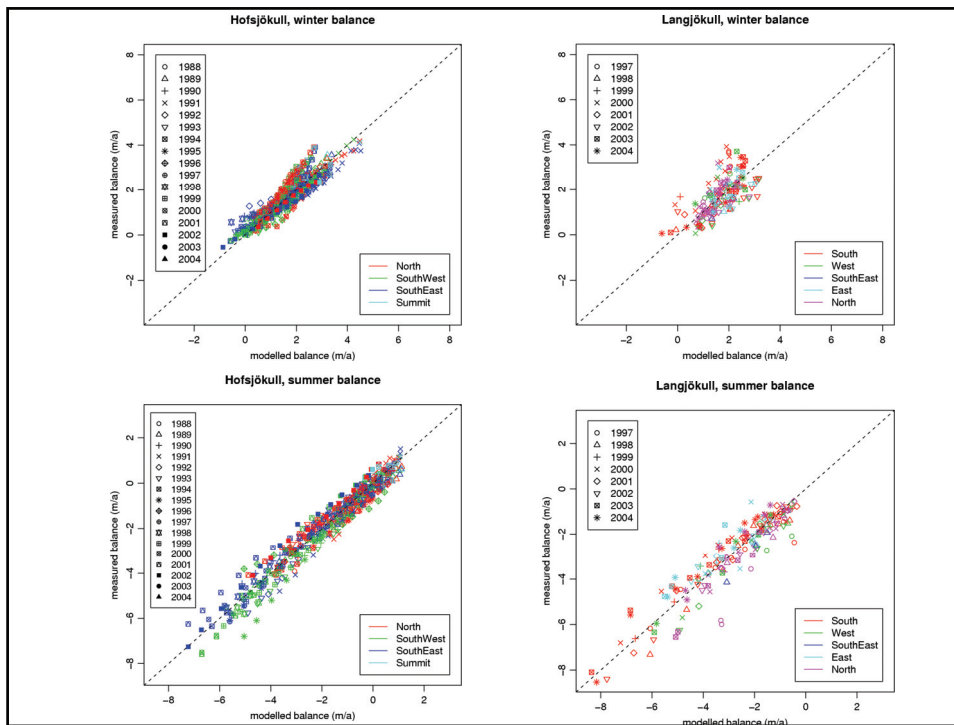 Hofsjökull, winter balance
measured balance (m/a)
8
6
4
2
0
−2
1988
1989
1990
1991
1992
1993
1994
1995
1996
1997
1998
1999
2000
2001
2002
2003
2004
North
SouthWest
SouthEast
Summit
−2 0 2 4 6 8
modelled balance (m/a)
Langjökull, winter balance
measured balance (m/a)
8
6
4
2
0
−2
1997
1998
1999
2000
2001
2002
2003
2004
South
West
SouthEast
East
North
−2 0 2 4 6 8
modelled balance (m/a)
Hofsjökull, summer balance
measured balance (m/a)
2
0
−2
−4
−6
−8
1988
1989
1990
1991
1992
1993
1994
1995
1996
1997
1998
1999
2000
2001
2002
2003
2004
North
SouthWest
SouthEast
Summit
−8 −6 −4 −2 0 2
modelled balance (m/a)
Langjökull, summer balance
measured balance (m/a)
2
0
−2
−4
−6
−8
1997
1998
1999
2000
2001
2002
2003
2004
South
West
SouthEast
East
North
−8 −6 −4 −2 0 2
modelled balance (m/a)